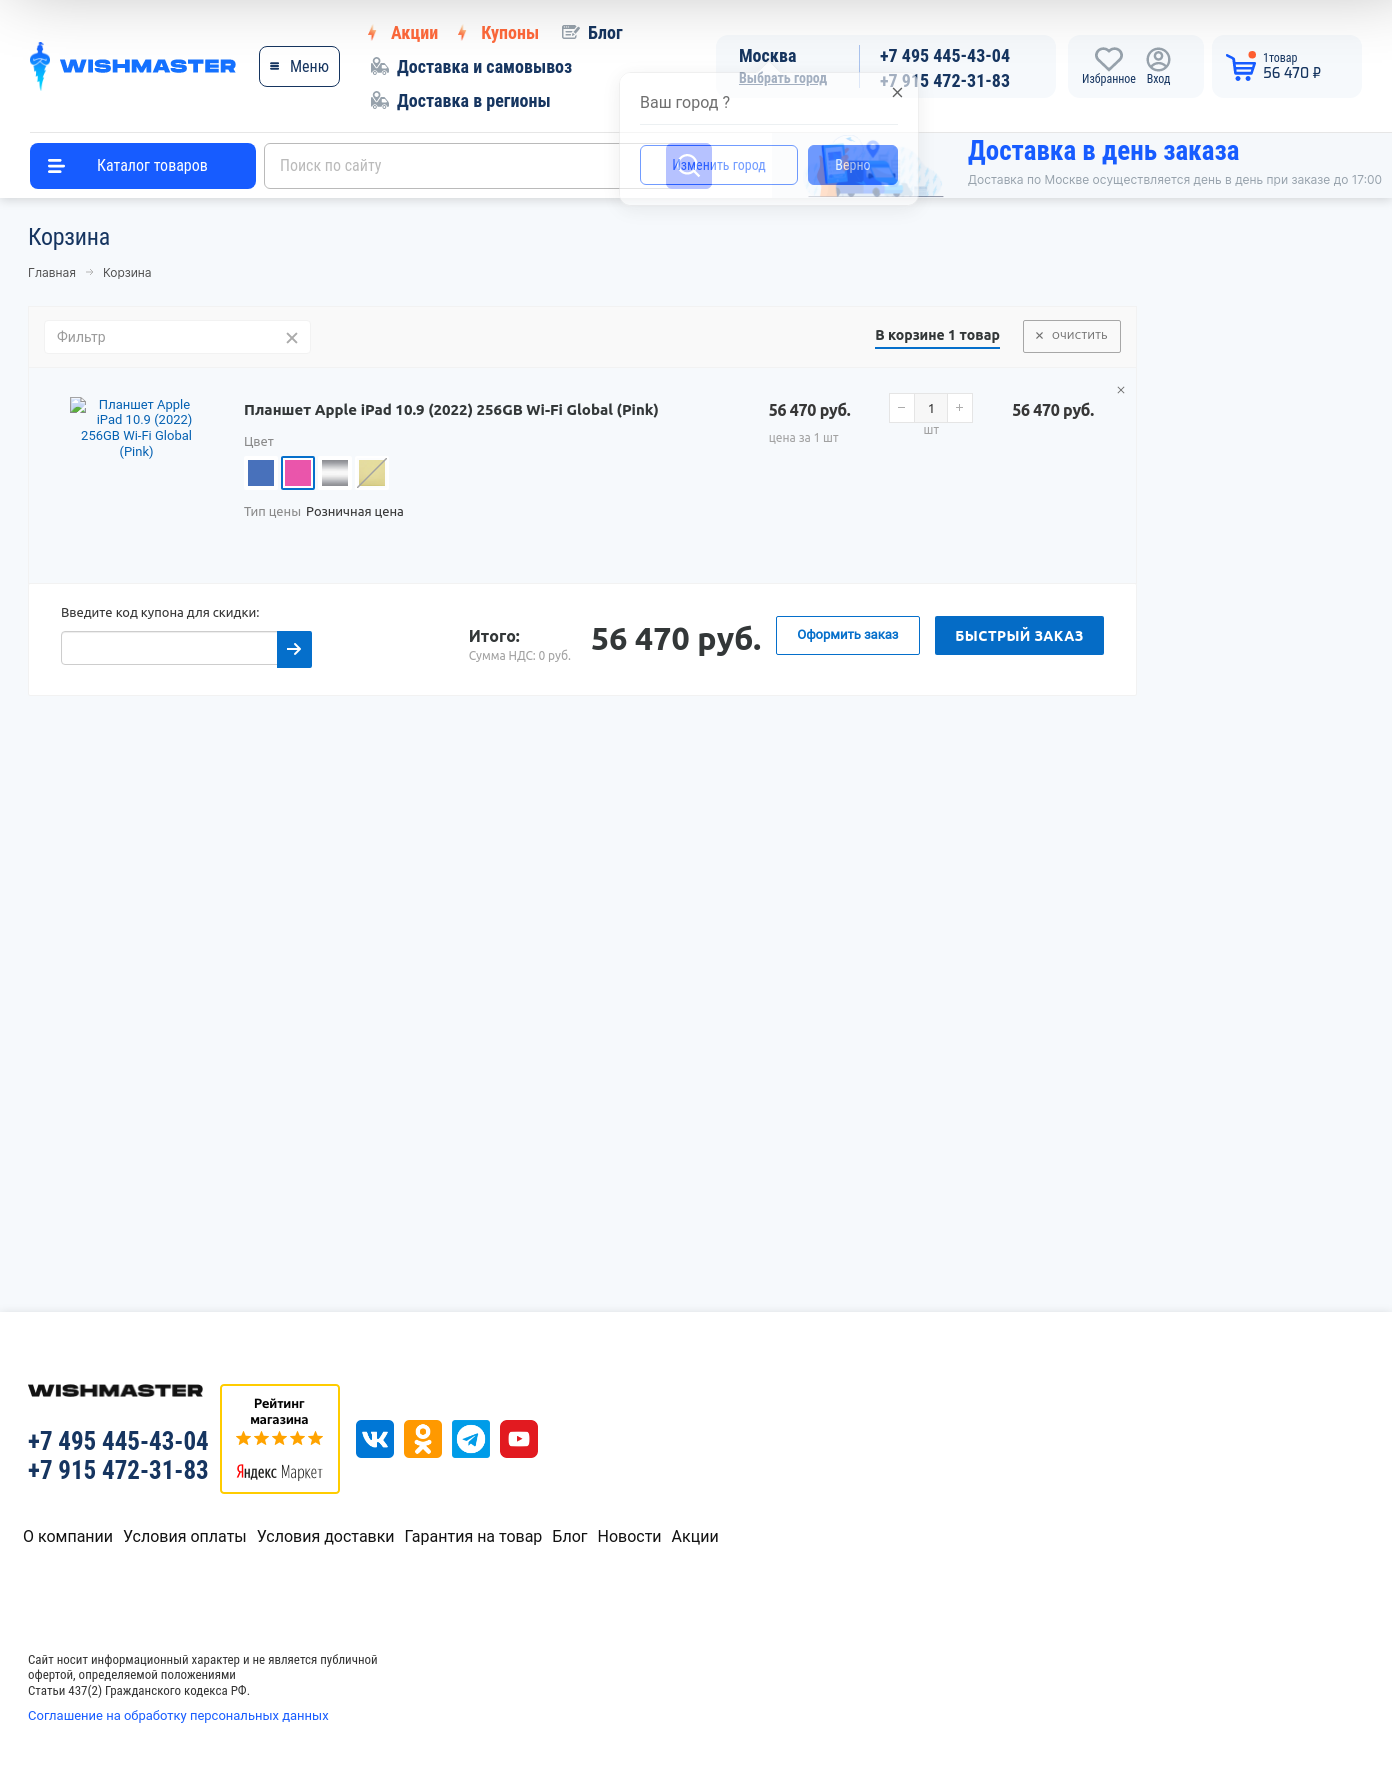 WISHMASTER
Меню
Акции
Купоны
Блог
Доставка и самовывоз
Доставка в регионы
Москва
Выбрать город
+7 495 445-43-04
+7 915 472-31-83
Избранное
Вход
1товар
56 470 ₽
Ваш город ?
Изменить город
Верно
Каталог товаров
Поиск по сайту
Доставка в день заказа
Доставка по Москве осуществляется день в день при заказе до 17:00
Корзина
Главная
Корзина
Фильтр
В корзине 1 товар
ОЧИСТИТЬ
Планшет Apple
iPad 10.9 (2022)
256GB Wi-Fi Global
(Pink)
Планшет Apple iPad 10.9 (2022) 256GB Wi-Fi Global (Pink)
Цвет
Тип цены Розничная цена
56 470 руб.
цена за 1 шт
1
шт
56 470 руб.
Введите код купона для скидки:
Итого:
Сумма НДС: 0 руб.
56 470 руб.
Оформить заказ
БЫСТРЫЙ ЗАКАЗ
WISHMASTER
+7 495 445-43-04
+7 915 472-31-83
Рейтинг
магазина
Яндекс Маркет
О компании Условия оплаты Условия доставки Гарантия на товар Блог Новости Акции
Сайт носит информационный характер и не является публичной
офертой, определяемой положениями
Статьи 437(2) Гражданского кодекса РФ.
Соглашение на обработку персональных данных